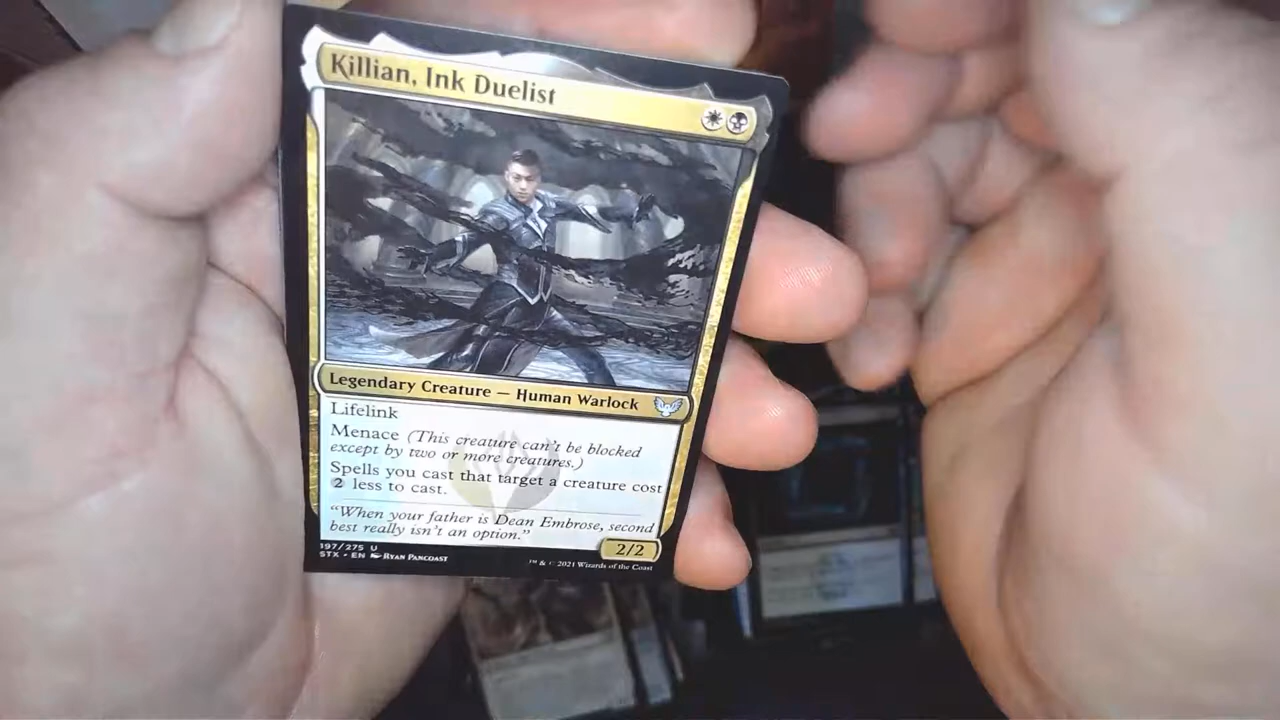 Killian, Ink Duelist
Legendary Creature — Human Warlock
Lifelink
Menace (This creature can't be blocked
except by two or more creatures.)
Spells you cast that target a creature cost
2 less to cast.
"When your father is Dean Embrose, second
best really isn't an option."
2/2
197/275 U
STX • EN Ryan Pancoast
™ & © 2021 Wizards of the Coast